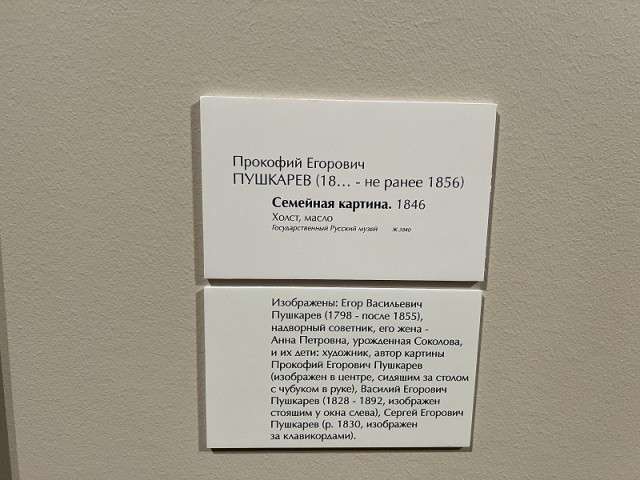 Прокофий Егорович
ПУШКАРЕВ (18... - не ранее 1856)
Семейная картина. 1846
Холст, масло
Государственный Русский музей
Изображены: Егор Васильевич
Пушкарев (1798 - после 1855),
надворный советник, его жена -
Анна Петровна, урожденная Соколова,
и их дети: художник, автор картины
Прокофий Егорович Пушкарев
(изображен в центре, сидящим за столом
с чубуком в руке), Василий Егорович
Пушкарев (1828 - 1892, изображен
стоящим у окна слева), Сергей Егорович
Пушкарев (р. 1830, изображен
за клавикордами).